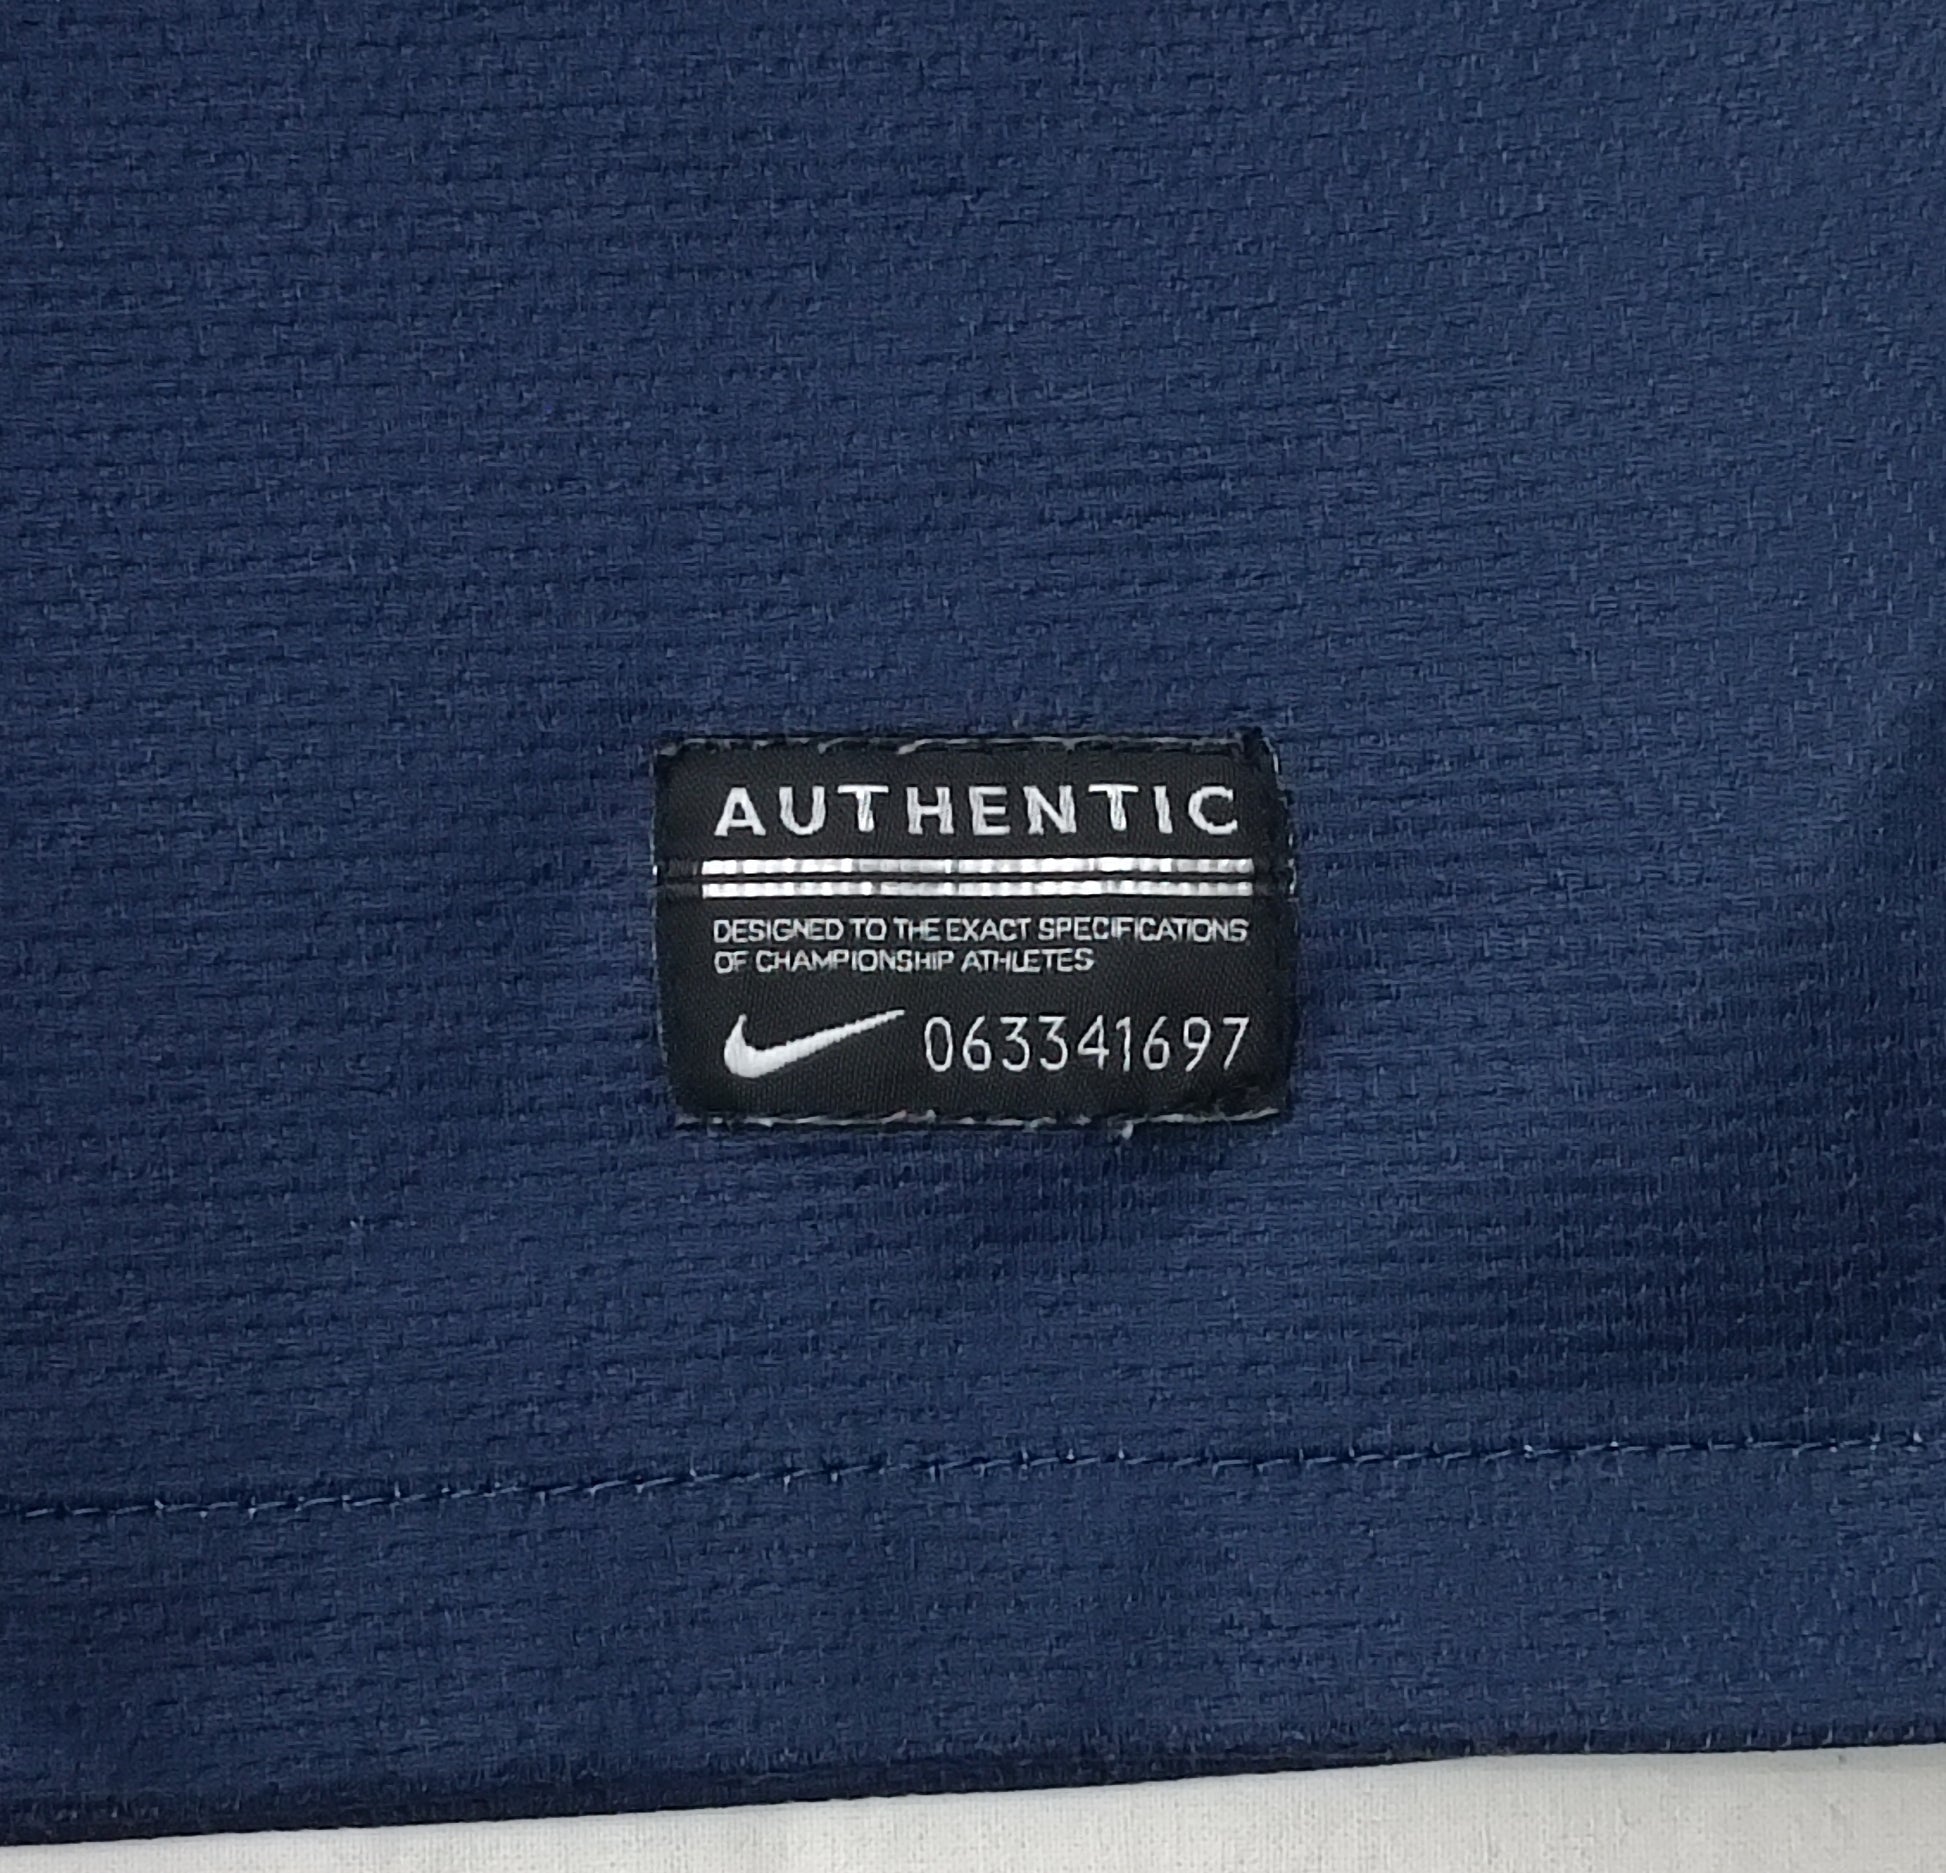 AUTHENTIC
DESIGNED TO THE EXACT SPECIFICATIONS
OF CHAMPIONSHIP ATHLETES
063341697